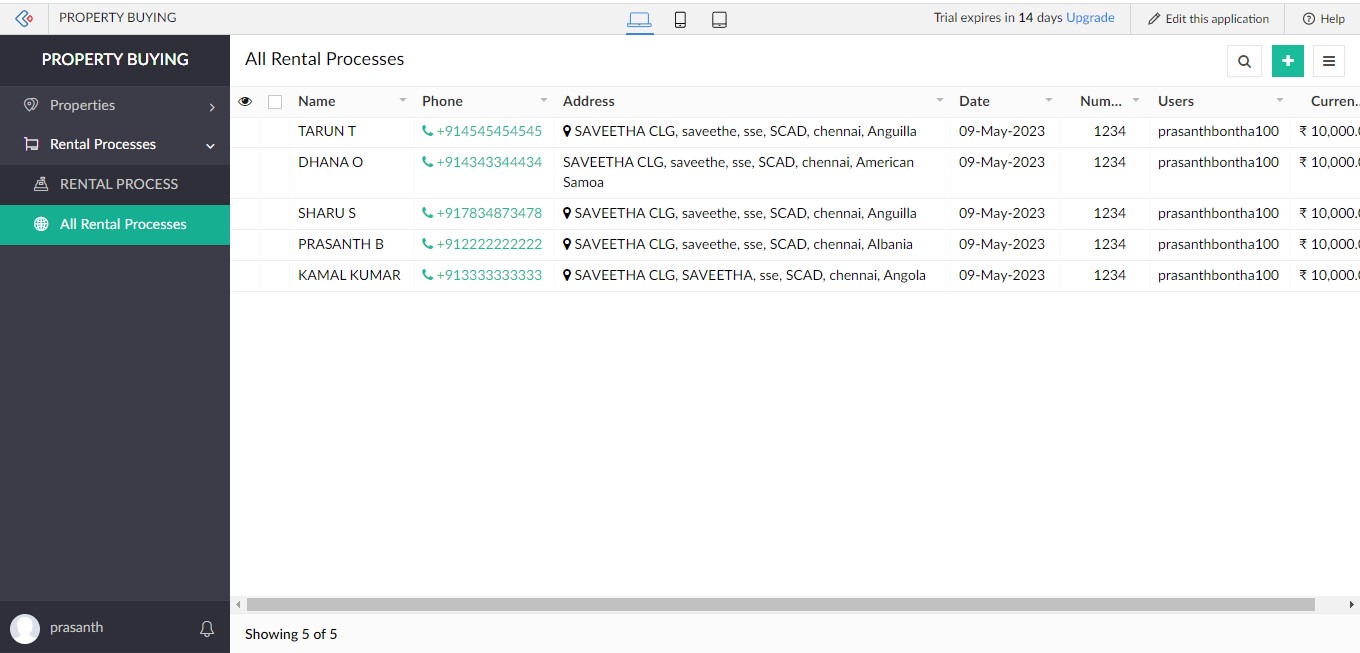 PROPERTY BUYING
Trial expires in 14 days Upgrade
Edit this application
Help
PROPERTY BUYING
Properties
Rental Processes
RENTAL PROCESS
All Rental Processes
prasanth
All Rental Processes
Name Phone Address Date Num... Users Curren..
TARUN T +914545454545 SAVEETHA CLG, saveethe, sse, SCAD, chennai, Anguilla 09-May-2023 1234 prasanthbontha100 ₹ 10,000.0
DHANA O +914343344434 SAVEETHA CLG, saveethe, sse, SCAD, chennai, American 09-May-2023 1234 prasanthbontha100 ₹ 10,000.0
Samoa
SHARU S +917834873478 SAVEETHA CLG, saveethe, sse, SCAD, chennai, Anguilla 09-May-2023 1234 prasanthbontha100 ₹ 10,000.0
PRASANTH B +912222222222 SAVEETHA CLG, saveethe, sse, SCAD, chennai, Albania 09-May-2023 1234 prasanthbontha100 ₹ 10,000.0
KAMAL KUMAR +913333333333 SAVEETHA CLG, SAVEETHA, sse, SCAD, chennai, Angola 09-May-2023 1234 prasanthbontha100 ₹ 10,000.0
Showing 5 of 5